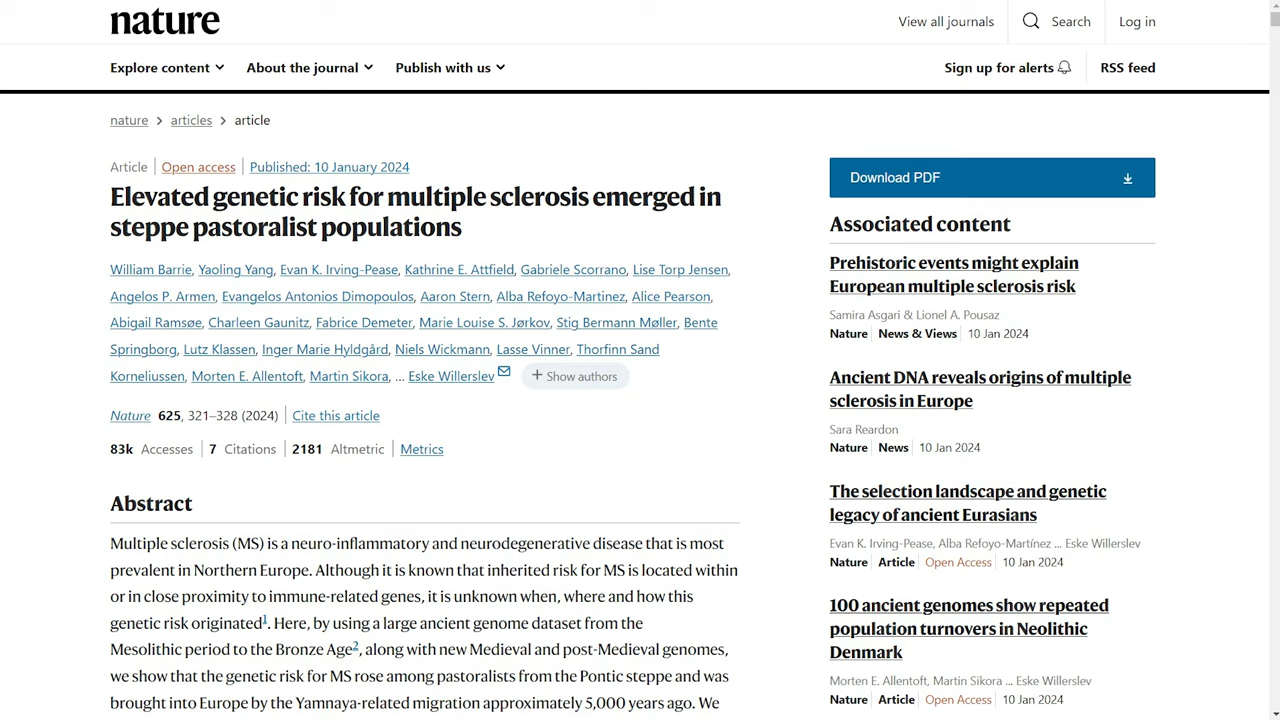 nature
View all journals
Search
Log in
Explore content
About the journal
Publish with us
Sign up for alerts
RSS feed
nature > articles > article
Article | Open access | Published: 10 January 2024
Elevated genetic risk for multiple sclerosis emerged in
steppe pastoralist populations
William Barrie, Yaoling Yang, Evan K. Irving-Pease, Kathrine E. Attfield, Gabriele Scorrano, Lise Torp Jensen,
Angelos P. Armen, Evangelos Antonios Dimopoulos, Aaron Stern, Alba Refoyo-Martinez, Alice Pearson,
Abigail Ramsøe, Charleen Gaunitz, Fabrice Demeter, Marie Louise S. Jørkov, Stig Bermann Møller, Bente
Springborg, Lutz Klassen, Inger Marie Hyldgård, Niels Wickmann, Lasse Vinner, Thorfinn Sand
Korneliussen, Morten E. Allentoft, Martin Sikora, ... Eske Willerslev + Show authors
Nature 625, 321–328 (2024) | Cite this article
83k Accesses | 7 Citations | 2181 Altmetric | Metrics
Abstract
Multiple sclerosis (MS) is a neuro-inflammatory and neurodegenerative disease that is most
prevalent in Northern Europe. Although it is known that inherited risk for MS is located within
or in close proximity to immune-related genes, it is unknown when, where and how this
genetic risk originated1. Here, by using a large ancient genome dataset from the
Mesolithic period to the Bronze Age2, along with new Medieval and post-Medieval genomes,
we show that the genetic risk for MS rose among pastoralists from the Pontic steppe and was
brought into Europe by the Yamnaya-related migration approximately 5,000 years ago. We
Download PDF
Associated content
Prehistoric events might explain
European multiple sclerosis risk
Samira Asgari & Lionel A. Pousaz
Nature | News & Views | 10 Jan 2024
Ancient DNA reveals origins of multiple
sclerosis in Europe
Sara Reardon
Nature | News | 10 Jan 2024
The selection landscape and genetic
legacy of ancient Eurasians
Evan K. Irving-Pease, Alba Refoyo-Martínez ... Eske Willerslev
Nature | Article | Open Access | 10 Jan 2024
100 ancient genomes show repeated
population turnovers in Neolithic
Denmark
Morten E. Allentoft, Martin Sikora ... Eske Willerslev
Nature | Article | Open Access | 10 Jan 2024